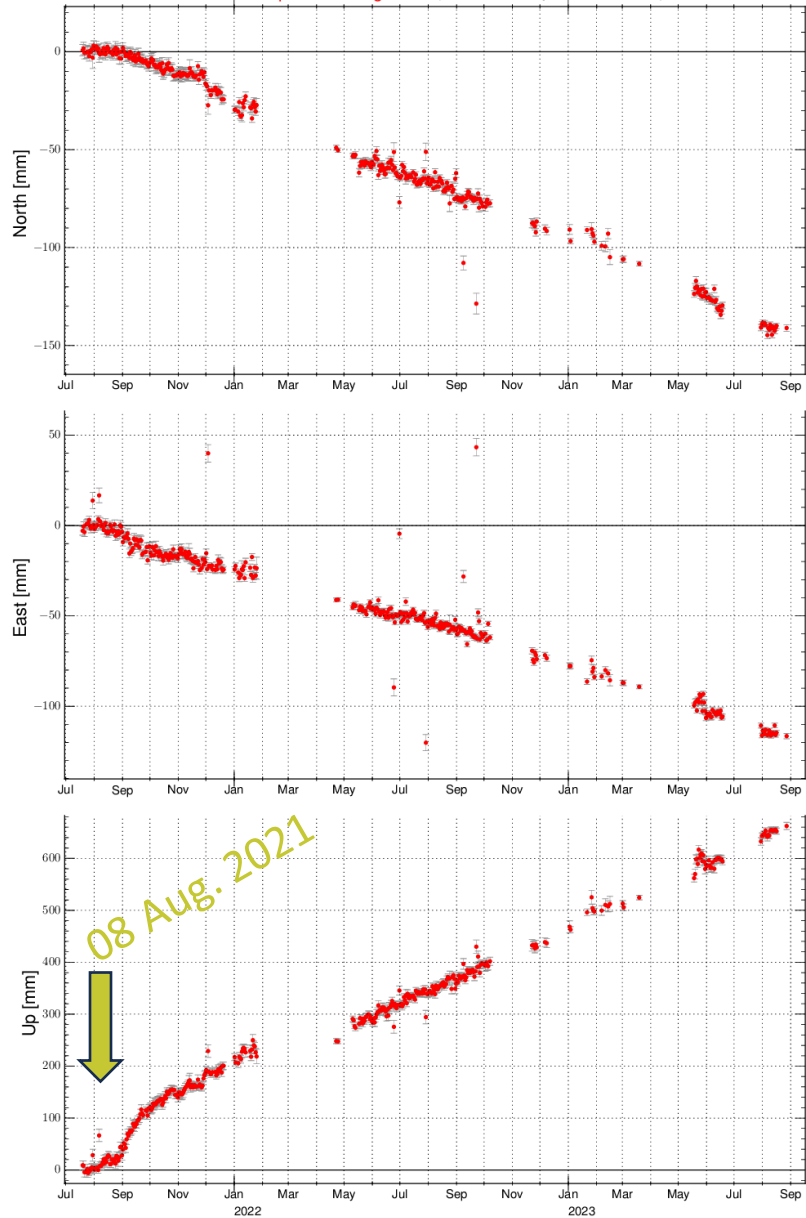 0
−50
−100
−150
North [mm]
Jul Sep Nov Jan Mar May Jul Sep Nov Jan Mar May Jul Sep
50
0
−50
−100
East [mm]
Jul Sep Nov Jan Mar May Jul Sep Nov Jan Mar May Jul Sep
08 Aug. 2021
600
500
400
300
200
100
0
Up [mm]
Jul Sep Nov Jan Mar May Jul Sep Nov Jan Mar May Jul Sep
2022 2023